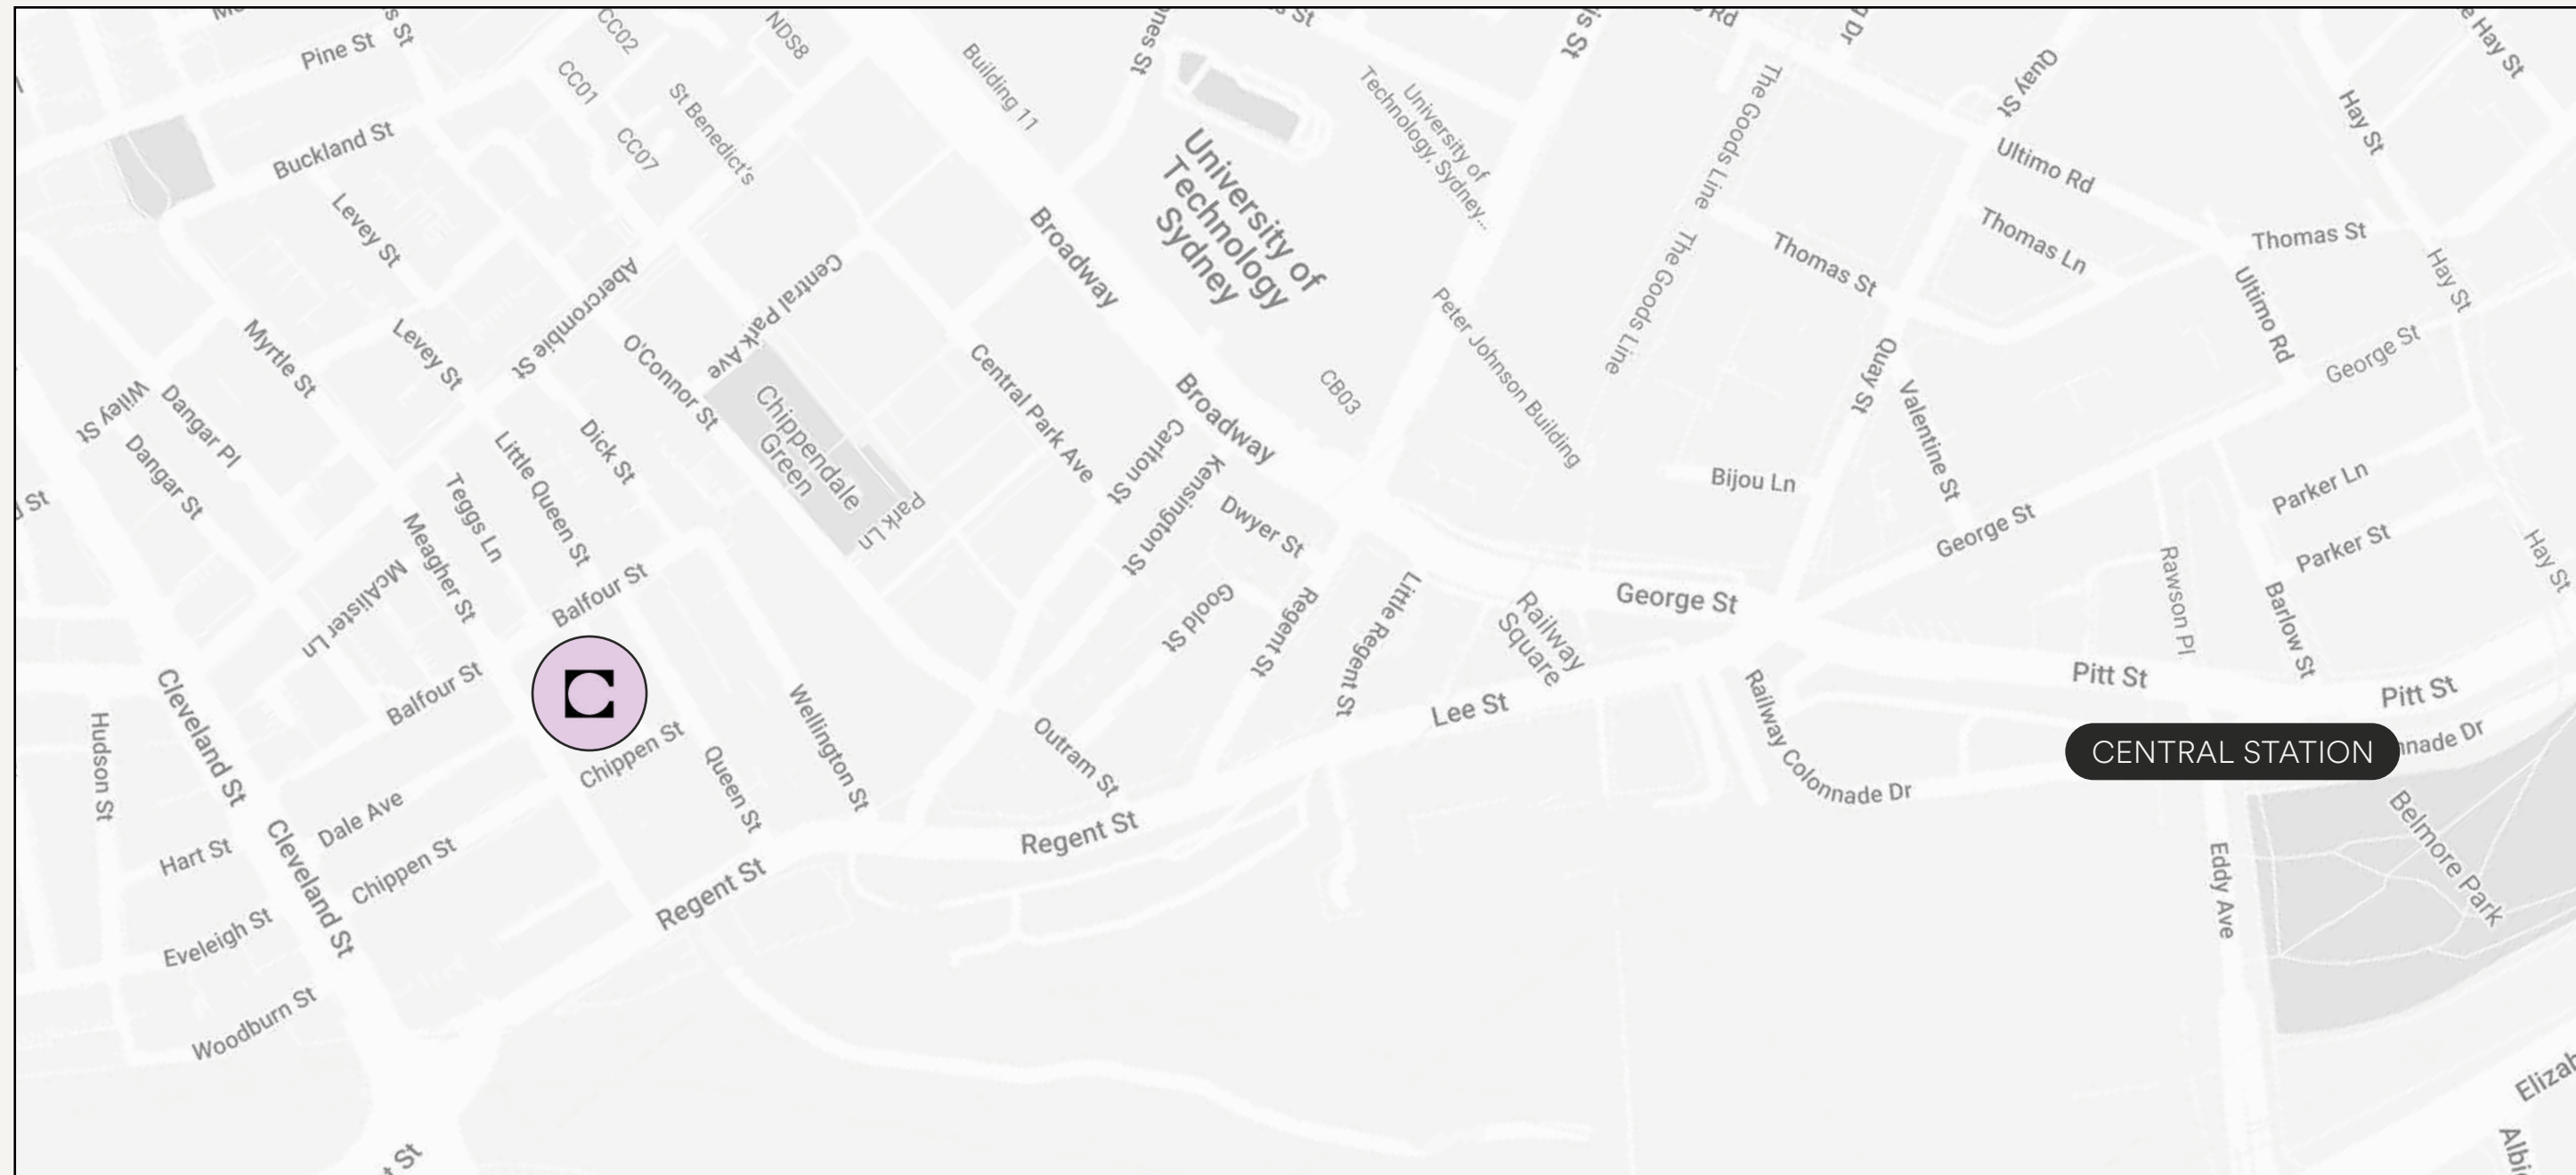 Pine St
CC02
NDS8
Building 11
CC01
St Benedict's
CC07
Buckland St
University of
Technology, Sydney...
University of
Technology
Sydney
The Goods Line
Quay St
Hay St
Hay St
Ultimo Rd
Levey St
Broadway
Thomas St
Thomas Ln
Thomas St
Hay St
Abercrombie St
Central Park Ave
The Goods Line
Ultimo Rd
Myrtle St
Levey St
O'Connor St
Central Park Ave
Broadway
CB03
Peter Johnson Building
Quay St
George St
Wiley St
Dangar Pl
Dangar St
Dick St
Little Queen St
Chippendale
Green
Park Ln
Carlton St
Kensington St
Dwyer St
Bijou Ln
Valentine St
George St
Parker Ln
Parker St
Hay St
Teggs Ln
Meagher St
McAlister Ln
Balfour St
Goold St
Regent St
Little Regent St
Railway
Square
George St
Rawson Pl
Barlow St
Balfour St
C
Chippen St
Cleveland St
Hudson St
Wellington St
Queen St
Outram St
Lee St
Railway Colonnade Dr
Pitt St
Pitt St
CENTRAL STATION
Dale Ave
Hart St
Chippen St
Cleveland St
Regent St
Regent St
Eddy Ave
Belmore Park
Eveleigh St
Woodburn St